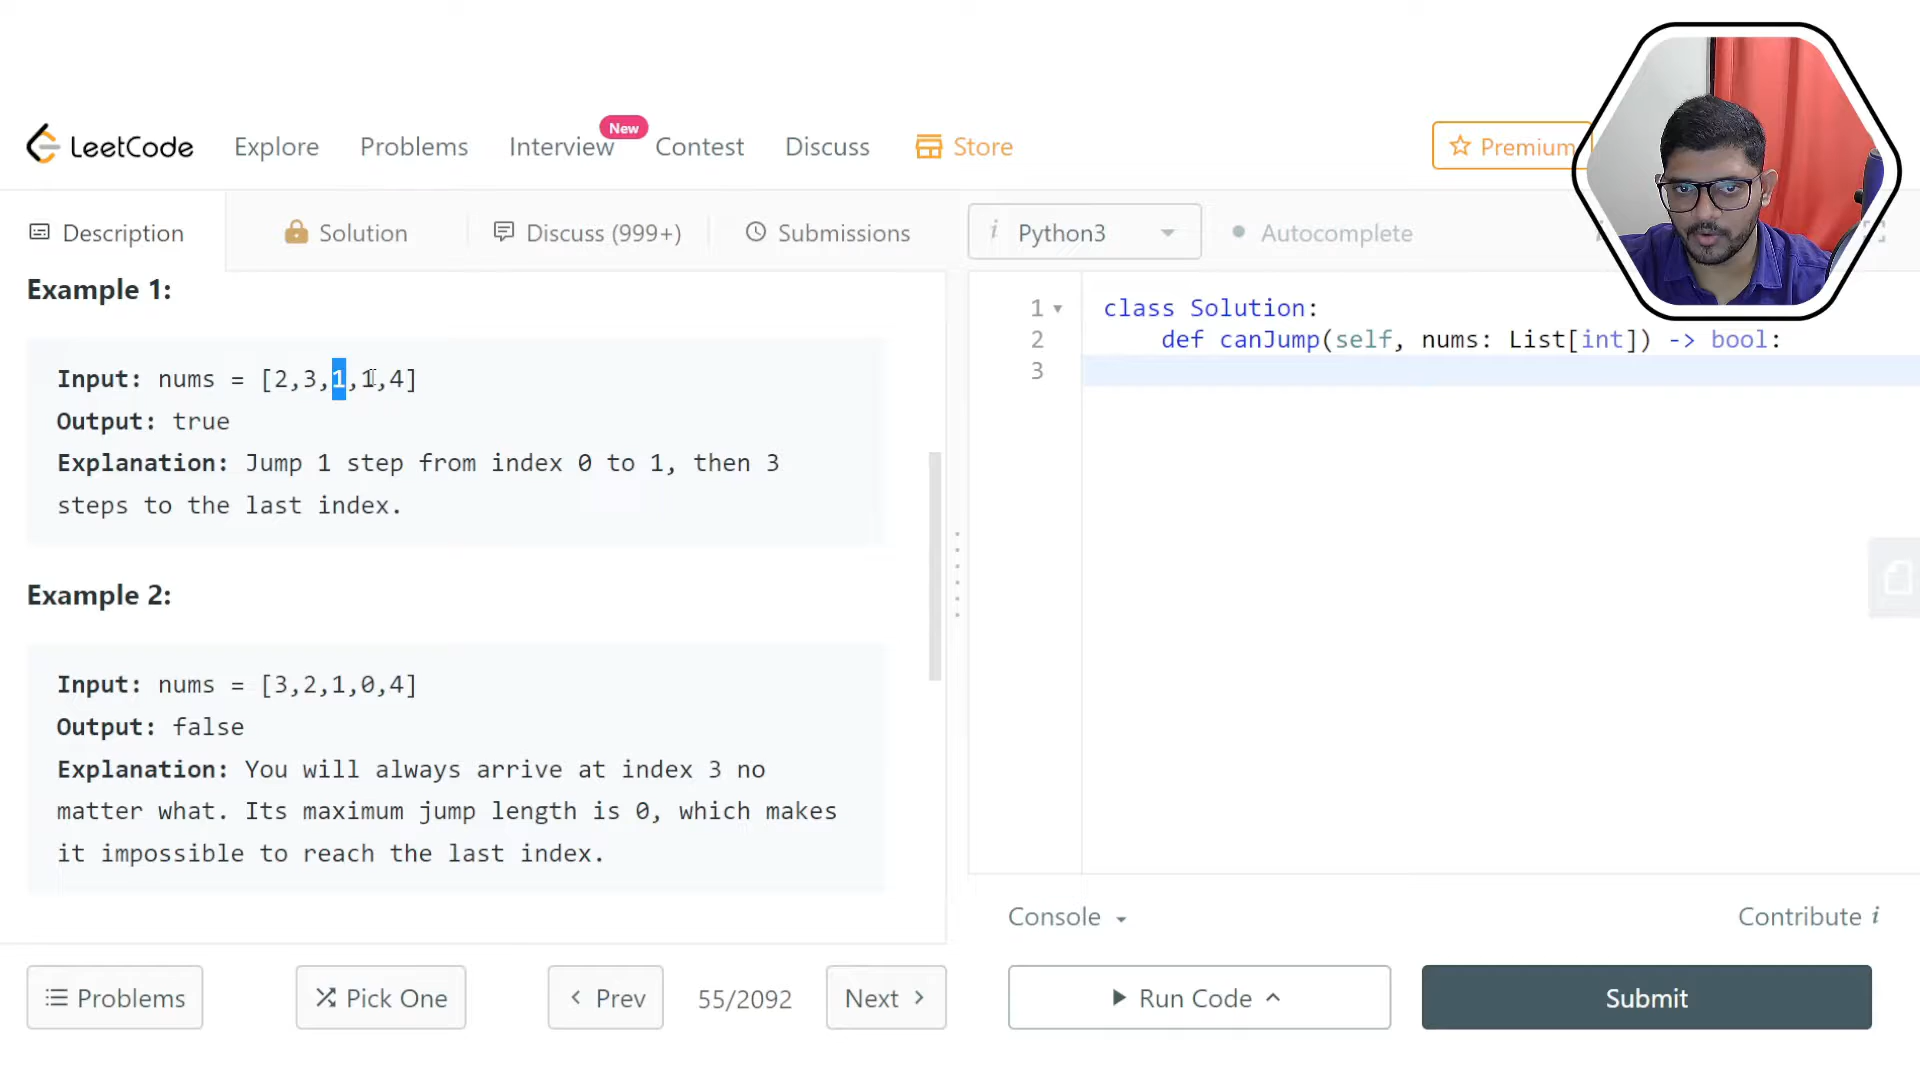 LeetCode Explore Problems Interview New Contest Discuss Store Premium
Description Solution Discuss (999+) Submissions i Python3 Autocomplete
Example 1:
Input: nums = [2,3,1,1,4]
Output: true
Explanation: Jump 1 step from index 0 to 1, then 3
steps to the last index.
Example 2:
Input: nums = [3,2,1,0,4]
Output: false
Explanation: You will always arrive at index 3 no
matter what. Its maximum jump length is 0, which makes
it impossible to reach the last index.
1 class Solution:
2 def canJump(self, nums: List[int]) -> bool:
3
Console Contribute i
Problems Pick One Prev 55/2092 Next Run Code Submit